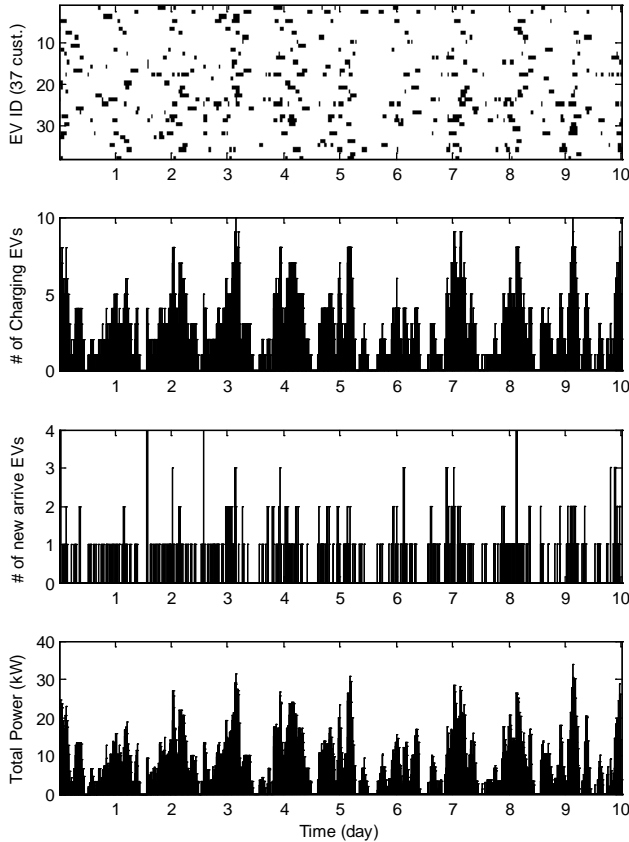 EV ID (37 cust.)
10
20
30
1 2 3 4 5 6 7 8 9 10
# of Charging EVs
10
5
0
1 2 3 4 5 6 7 8 9 10
# of new arrive EVs
4
3
2
1
0
1 2 3 4 5 6 7 8 9 10
Total Power (kW)
40
30
20
10
0
1 2 3 4 5 6 7 8 9 10
Time (day)